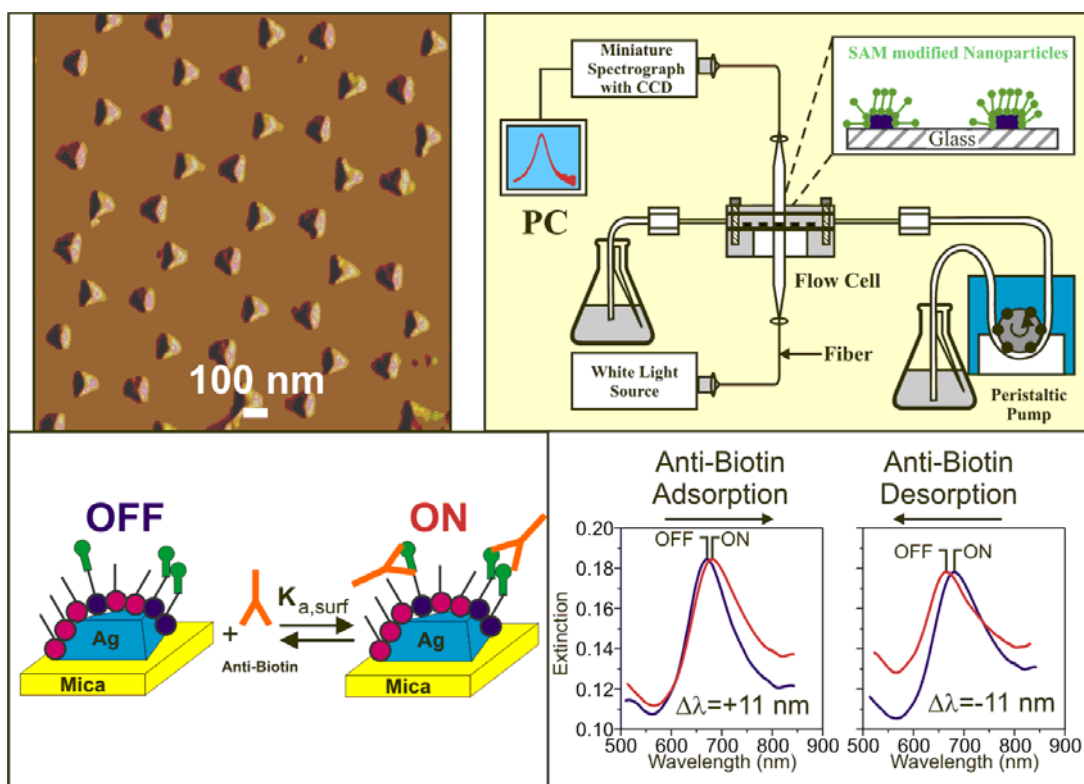 100 nm
Miniature
Spectrograph
with CCD
SAM modified Nanoparticles
Glass
PC
Flow Cell
Fiber
White Light
Source
Peristaltic
Pump
OFF
ON
Ag
Mica
+
Anti-Biotin
Ka,surf
Ag
Mica
Anti-Biotin
Adsorption
Anti-Biotin
Desorption
OFF ON
OFF ON
Extinction
0.20
0.18
0.16
0.14
0.12
0.10
Δλ=+11 nm
Δλ=-11 nm
500 600 700 800 900
Wavelength (nm)
500 600 700 800 900
Wavelength (nm)